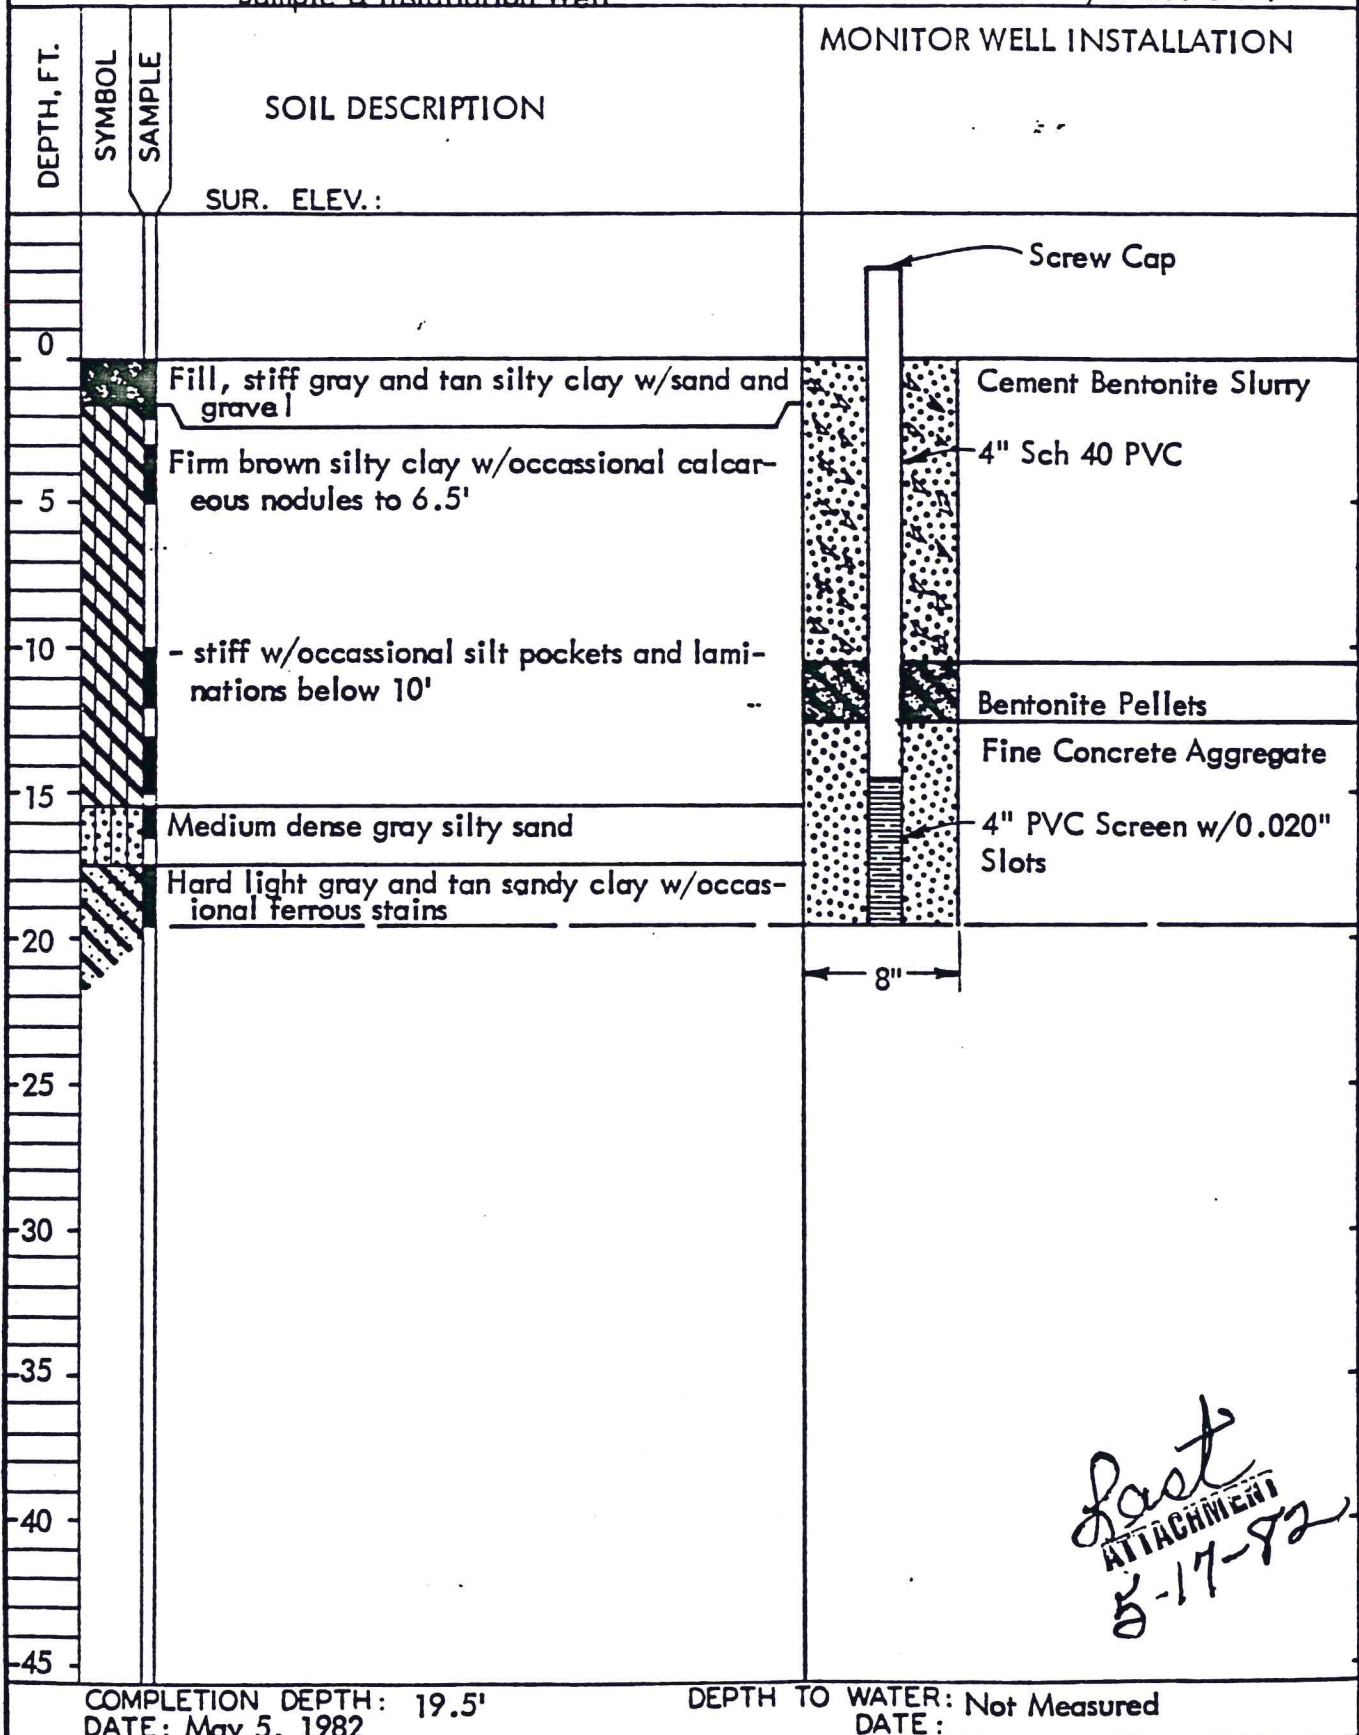 DEPTH, FT.
SYMBOL
SAMPLE
SOIL DESCRIPTION
SUR. ELEV.:
MONITOR WELL INSTALLATION
Screw Cap
0
Fill, stiff gray and tan silty clay w/sand and
gravel
Cement Bentonite Slurry
4" Sch 40 PVC
Firm brown silty clay w/occassional calcar-
eous nodules to 6.5'
5
10
- stiff w/occassional silt pockets and lami-
nations below 10'
Bentonite Pellets
Fine Concrete Aggregate
15
Medium dense gray silty sand
4" PVC Screen w/0.020"
Slots
Hard light gray and tan sandy clay w/occas-
ional ferrous stains
20
8"
25
30
35
40
45
Last
ATTACHMENT
5-17-82
COMPLETION DEPTH: 19.5'
DATE: May 5, 1982
DEPTH TO WATER: Not Measured
DATE: